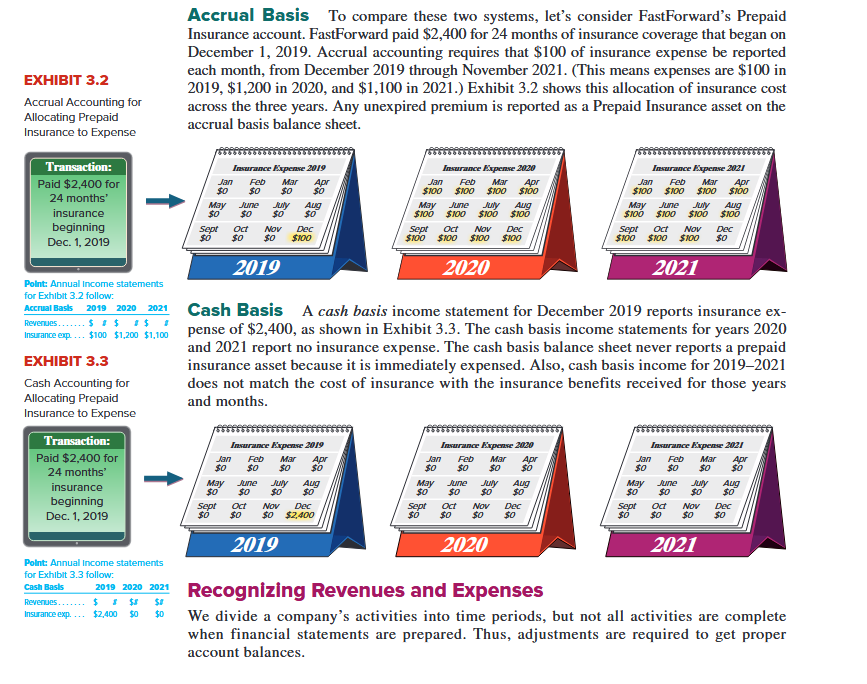 Accrual Basis To compare these two systems, let's consider FastForward's Prepaid
Insurance account. FastForward paid $2,400 for 24 months of insurance coverage that began on
December 1, 2019. Accrual accounting requires that $100 of insurance expense be reported
each month, from December 2019 through November 2021. (This means expenses are $100 in
2019, $1,200 in 2020, and $1,100 in 2021.) Exhibit 3.2 shows this allocation of insurance cost
across the three years. Any unexpired premium is reported as a Prepaid Insurance asset on the
accrual basis balance sheet.
EXHIBIT 3.2
Accrual Accounting for
Allocating Prepaid
Insurance to Expense
Transaction:
Paid $2,400 for
24 months'
insurance
beginning
Dec. 1, 2019
Insurance Expense 2019
Jan Feb Mar Apr
$0 $0 $0 $0
May June July Aug
$0 $0 $0 $0
Sept Oct Nov Dec
$0 $0 $0 $100
2019
Insurance Expense 2020
Jan Feb Mar Apr
$100 $100 $100 $100
May June July Aug
$100 $100 $100 $100
Sept Oct Nov Dec
$100 $100 $100 $100
2020
Insurance Expense 2021
Jan Feb Mar Apr
$100 $100 $100 $100
May June July Aug
$100 $100 $100 $100
Sept Oct Nov Dec
$100 $100 $100 $0
2021
Point: Annual income statements
for Exhibit 3.2 follow:
Accrual Basis 2019 2020 2021
Revenues....... $ # $ # $ #
Insurance exp. ... $100 $1,200 $1,100
Cash Basis A cash basis income statement for December 2019 reports insurance ex-
pense of $2,400, as shown in Exhibit 3.3. The cash basis income statements for years 2020
and 2021 report no insurance expense. The cash basis balance sheet never reports a prepaid
insurance asset because it is immediately expensed. Also, cash basis income for 2019–2021
does not match the cost of insurance with the insurance benefits received for those years
and months.
EXHIBIT 3.3
Cash Accounting for
Allocating Prepaid
Insurance to Expense
Transaction:
Paid $2,400 for
24 months'
insurance
beginning
Dec. 1, 2019
Insurance Expense 2019
Jan Feb Mar Apr
$0 $0 $0 $0
May June July Aug
$0 $0 $0 $0
Sept Oct Nov Dec
$0 $0 $0 $2,400
2019
Insurance Expense 2020
Jan Feb Mar Apr
$0 $0 $0 $0
May June July Aug
$0 $0 $0 $0
Sept Oct Nov Dec
$0 $0 $0 $0
2020
Insurance Expense 2021
Jan Feb Mar Apr
$0 $0 $0 $0
May June July Aug
$0 $0 $0 $0
Sept Oct Nov Dec
$0 $0 $0 $0
2021
Point: Annual income statements
for Exhibit 3.3 follow:
Cash Basis 2019 2020 2021
Revenues....... $ # $# $#
Insurance exp. ... $2,400 $0 $0
Recognizing Revenues and Expenses
We divide a company's activities into time periods, but not all activities are complete
when financial statements are prepared. Thus, adjustments are required to get proper
account balances.